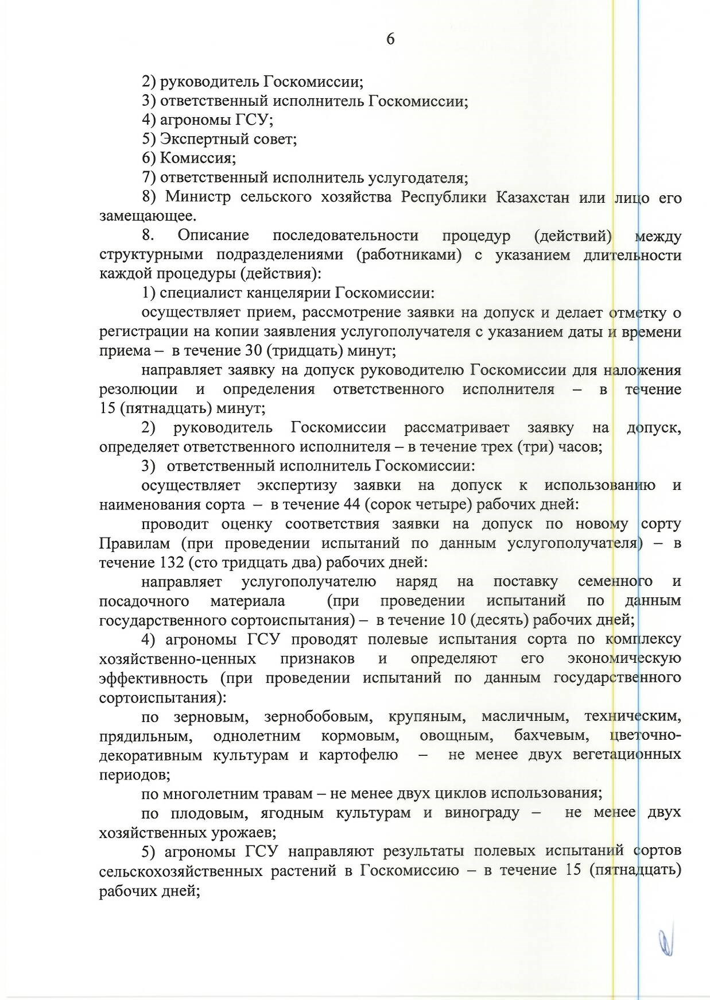 6
2) руководитель Госкомиссии;
3) ответственный исполнитель Госкомиссии;
4) агрономы ГСУ;
5) Экспертный совет;
6) Комиссия;
7) ответственный исполнитель услугодателя;
8) Министр сельского хозяйства Республики Казахстан или лицо его
замещающее.
8. Описание последовательности процедур (действий) между
структурными подразделениями (работниками) с указанием длительности
каждой процедуры (действия):
1) специалист канцелярии Госкомиссии:
осуществляет прием, рассмотрение заявки на допуск и делает отметку о
регистрации на копии заявления услугополучателя с указанием даты и времени
приема – в течение 30 (тридцать) минут;
направляет заявку на допуск руководителю Госкомиссии для наложения
резолюции и определения ответственного исполнителя – в течение
15 (пятнадцать) минут;
2) руководитель Госкомиссии рассматривает заявку на допуск,
определяет ответственного исполнителя – в течение трех (три) часов;
3) ответственный исполнитель Госкомиссии:
осуществляет экспертизу заявки на допуск к использованию и
наименования сорта – в течение 44 (сорок четыре) рабочих дней:
проводит оценку соответствия заявки на допуск по новому сорту
Правилам (при проведении испытаний по данным услугополучателя) – в
течение 132 (сто тридцать два) рабочих дней:
направляет услугополучателю наряд на поставку семенного и
посадочного материала (при проведении испытаний по данным
государственного сортоиспытания) – в течение 10 (десять) рабочих дней;
4) агрономы ГСУ проводят полевые испытания сорта по комплексу
хозяйственно-ценных признаков и определяют его экономическую
эффективность (при проведении испытаний по данным государственного
сортоиспытания):
по зерновым, зернобобовым, крупяным, масличным, техническим,
прядильным, однолетним кормовым, овощным, бахчевым, цветочно-
декоративным культурам и картофелю – не менее двух вегетационных
периодов;
по многолетним травам – не менее двух циклов использования;
по плодовым, ягодным культурам и винограду – не менее двух
хозяйственных урожаев;
5) агрономы ГСУ направляют результаты полевых испытаний сортов
сельскохозяйственных растений в Госкомиссию – в течение 15 (пятнадцать)
рабочих дней;